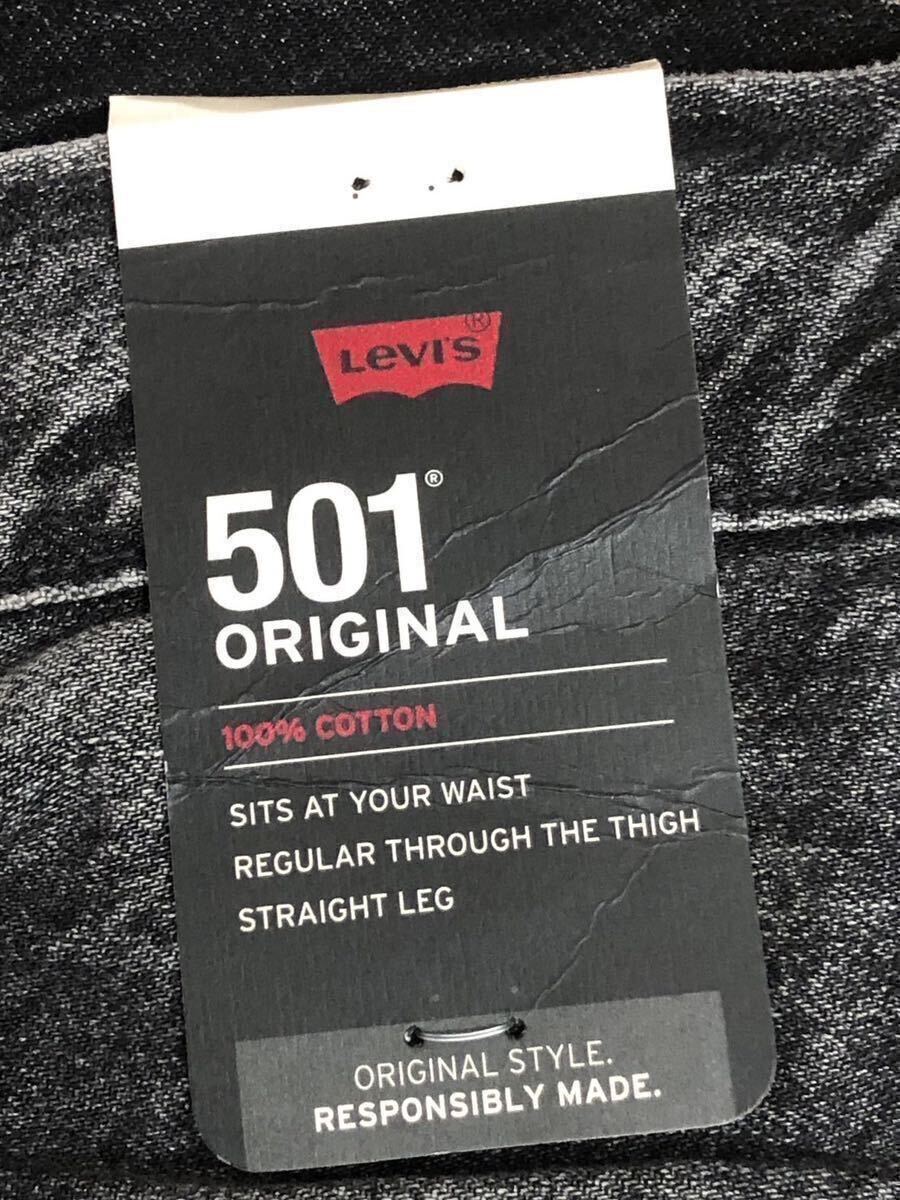 LEVI'S®
501®
ORIGINAL
100% COTTON
SITS AT YOUR WAIST
REGULAR THROUGH THE THIGH
STRAIGHT LEG
ORIGINAL STYLE.
RESPONSIBLY MADE.